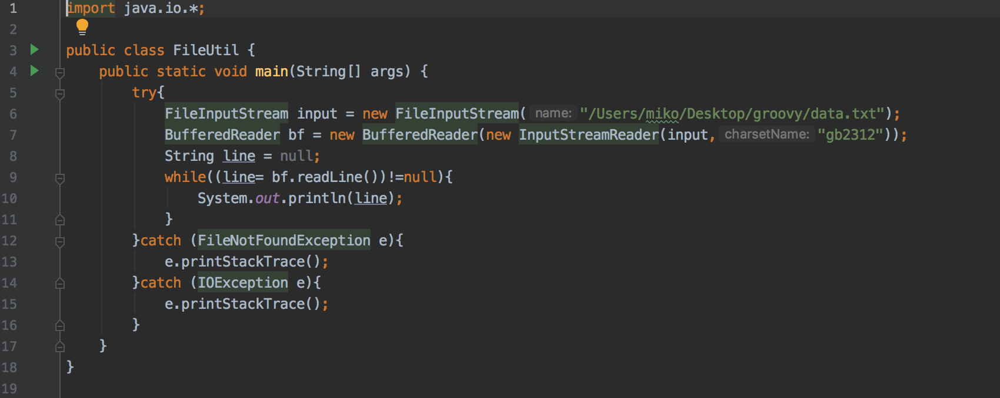 1 import java.io.*;
2
3 public class FileUtil {
4 public static void main(String[] args) {
5 try{
6 FileInputStream input = new FileInputStream( name: "/Users/miko/Desktop/groovy/data.txt");
7 BufferedReader bf = new BufferedReader(new InputStreamReader(input, charsetName: "gb2312"));
8 String line = null;
9 while((line= bf.readLine())!=null){
10 System.out.println(line);
11 }
12 }catch (FileNotFoundException e){
13 e.printStackTrace();
14 }catch (IOException e){
15 e.printStackTrace();
16 }
17 }
18 }
19